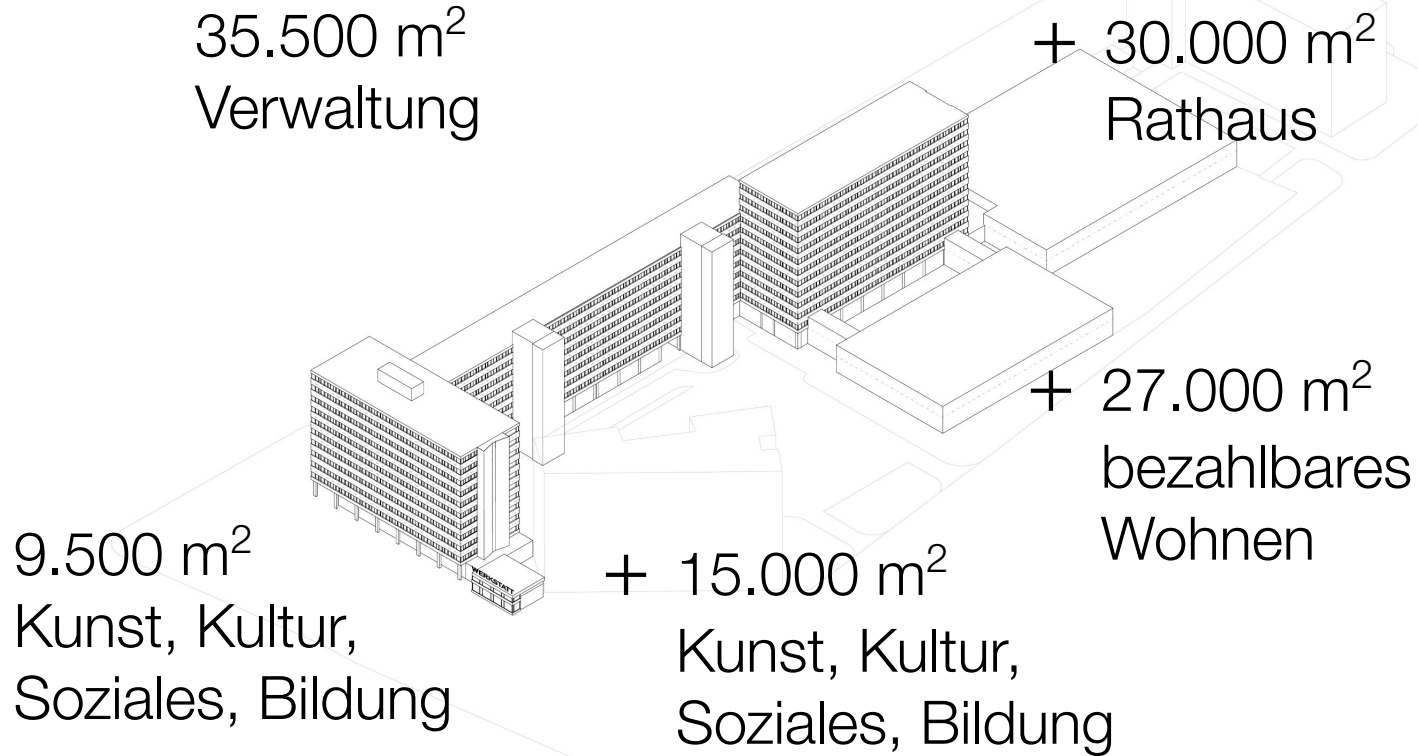 35.500 m²
Verwaltung
+ 30.000 m²
Rathaus
+ 27.000 m²
bezahlbares
Wohnen
9.500 m²
Kunst, Kultur,
Soziales, Bildung
+ 15.000 m²
Kunst, Kultur,
Soziales, Bildung
WERKSTATT